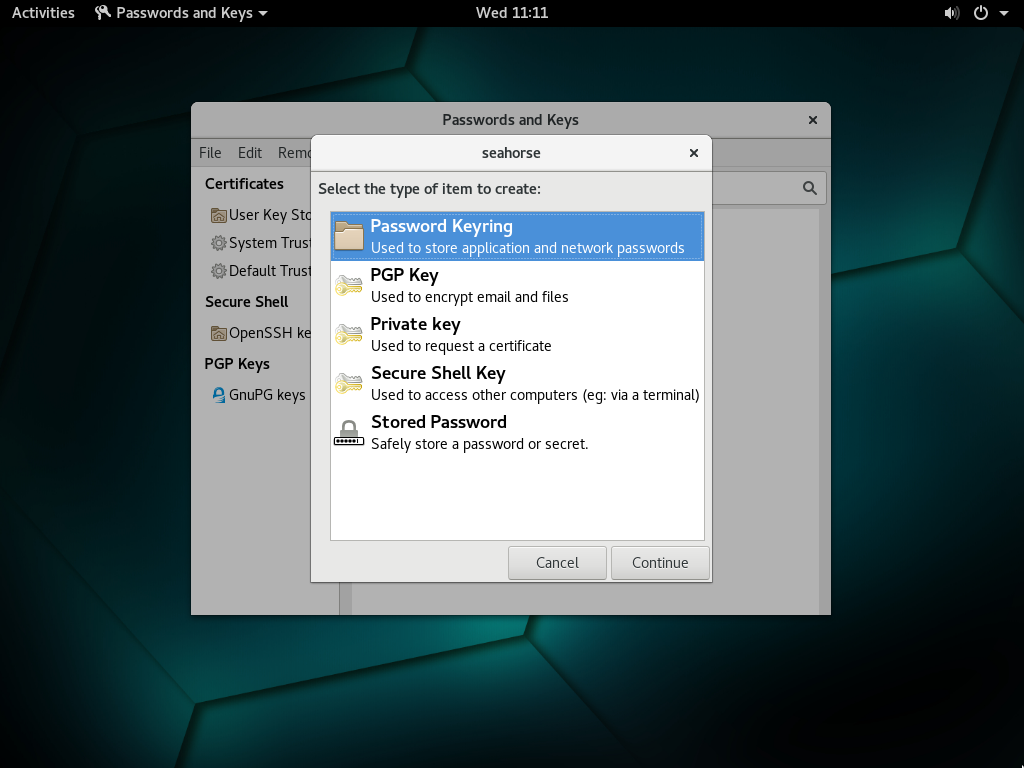 Activities Passwords and Keys Wed 11:11
Passwords and Keys
File Edit
seahorse
Select the type of item to create:
Certificates
User Key
System Trust
Default Trust
Secure Shell
OpenSSH
PGP Keys
GnuPG keys
Password Keyring
Used to store application and network passwords
PGP Key
Used to encrypt email and files
Private key
Used to request a certificate
Secure Shell Key
Used to access other computers (eg: via a terminal)
Stored Password
Safely store a password or secret.
Cancel Continue